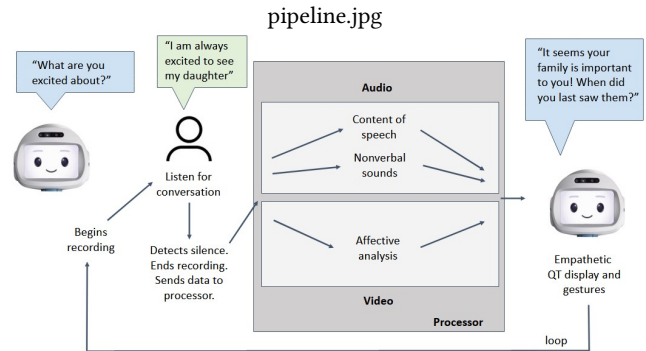 pipeline.jpg
“What are you
excited about?”
“I am always
excited to see
my daughter”
Begins
recording
Listen for
conversation
Detects silence.
Ends recording.
Sends data to
processor.
Audio
Content of
speech
Nonverbal
sounds
Affective
analysis
Video
Processor
“It seems your
family is important
to you! When did
you last saw them?”
Empathetic
QT display and
gestures
loop